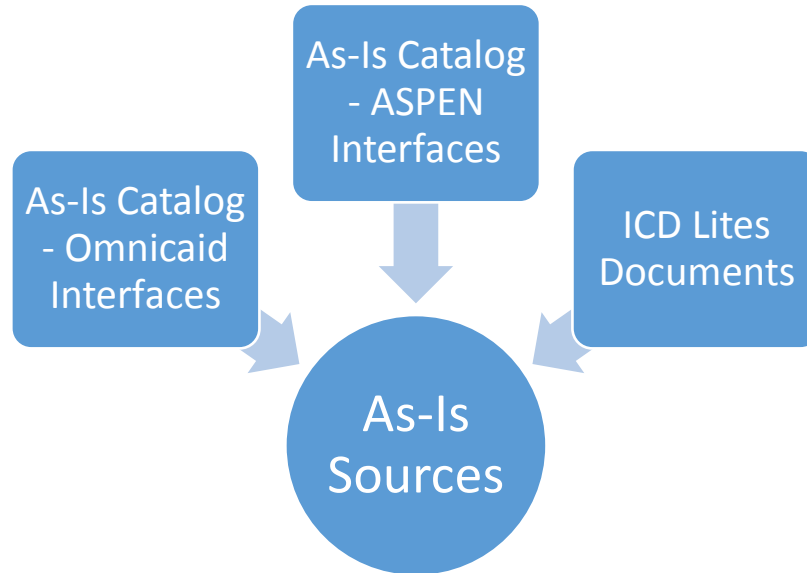 As-Is Catalog
- ASPEN
Interfaces
As-Is Catalog
- Omnicaid
Interfaces
ICD Lites
Documents
As-Is
Sources